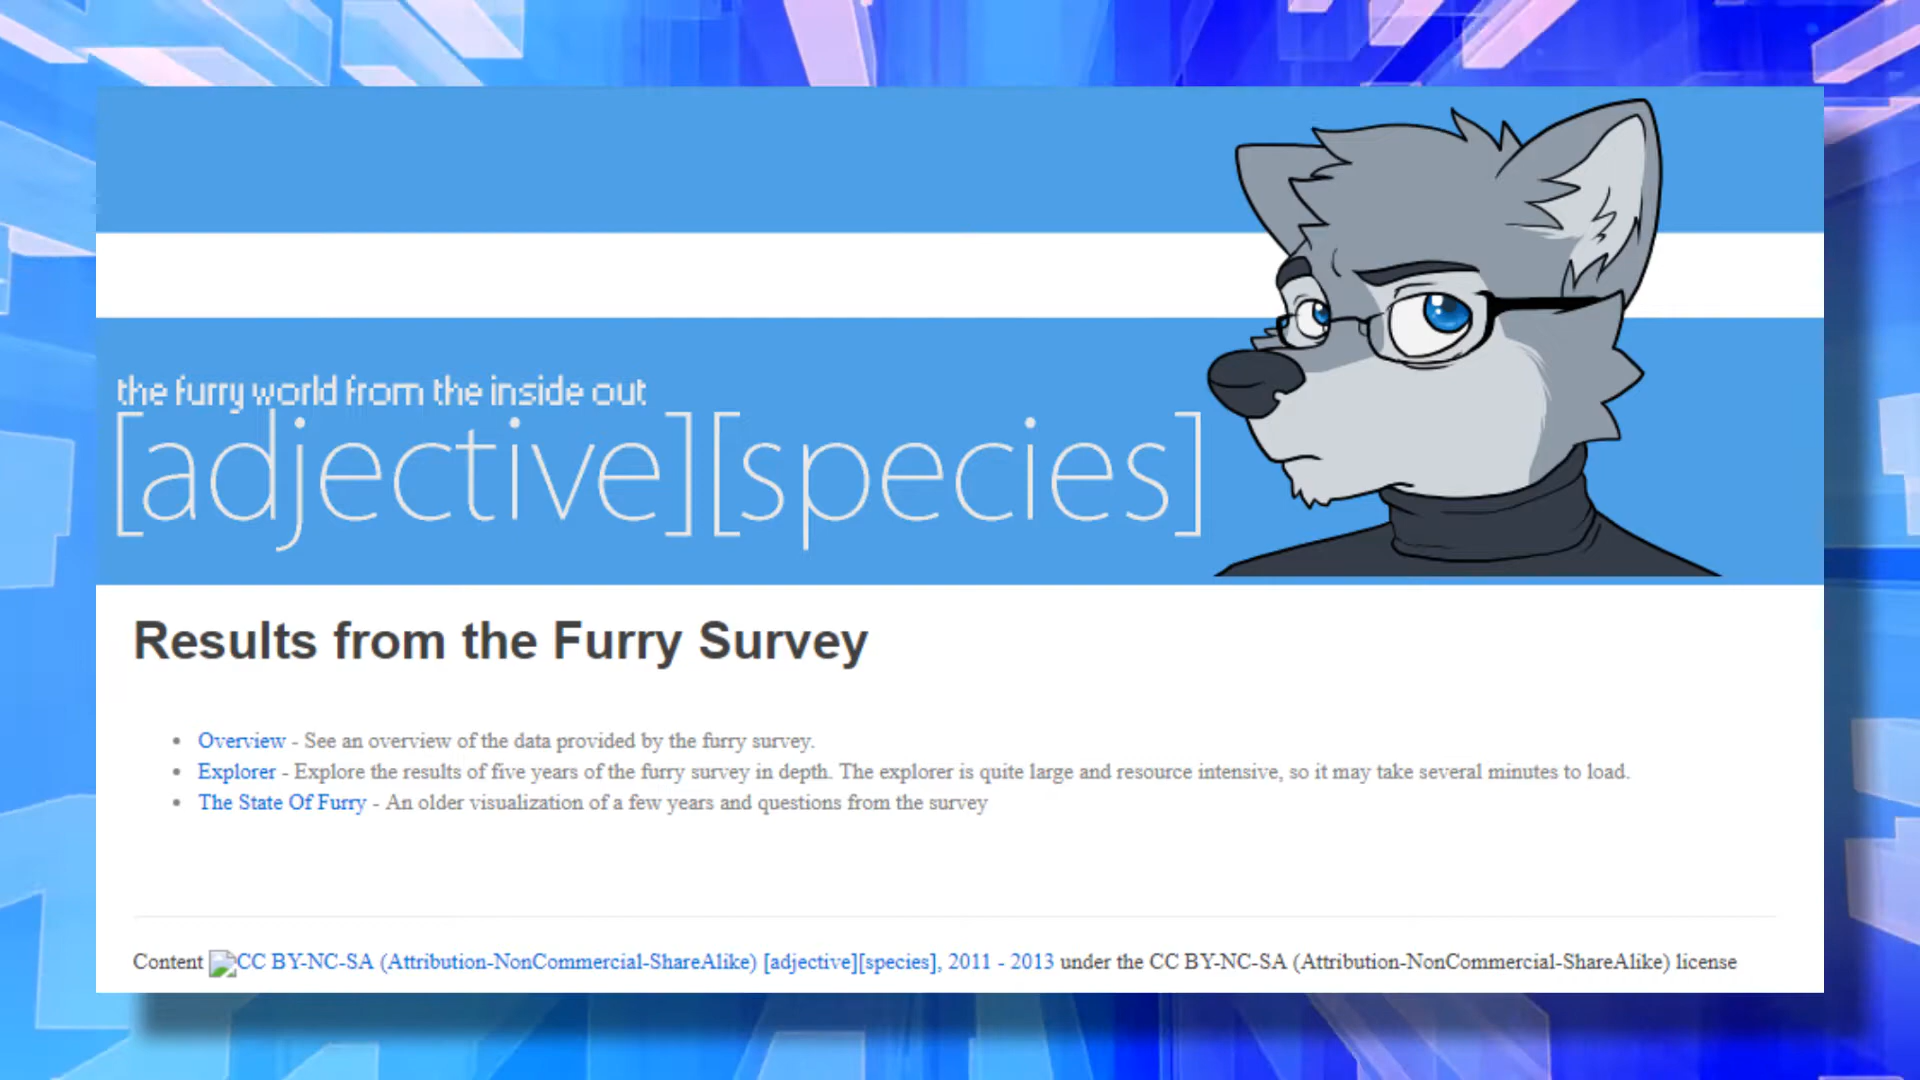 the furry world from the inside out
[adjective][species]
Results from the Furry Survey
Overview - See an overview of the data provided by the furry survey.
Explorer - Explore the results of five years of the furry survey in depth. The explorer is quite large and resource intensive, so it may take several minutes to load.
The State Of Furry - An older visualization of a few years and questions from the survey
Content CC BY-NC-SA (Attribution-NonCommercial-ShareAlike) [adjective][species], 2011 - 2013 under the CC BY-NC-SA (Attribution-NonCommercial-ShareAlike) license